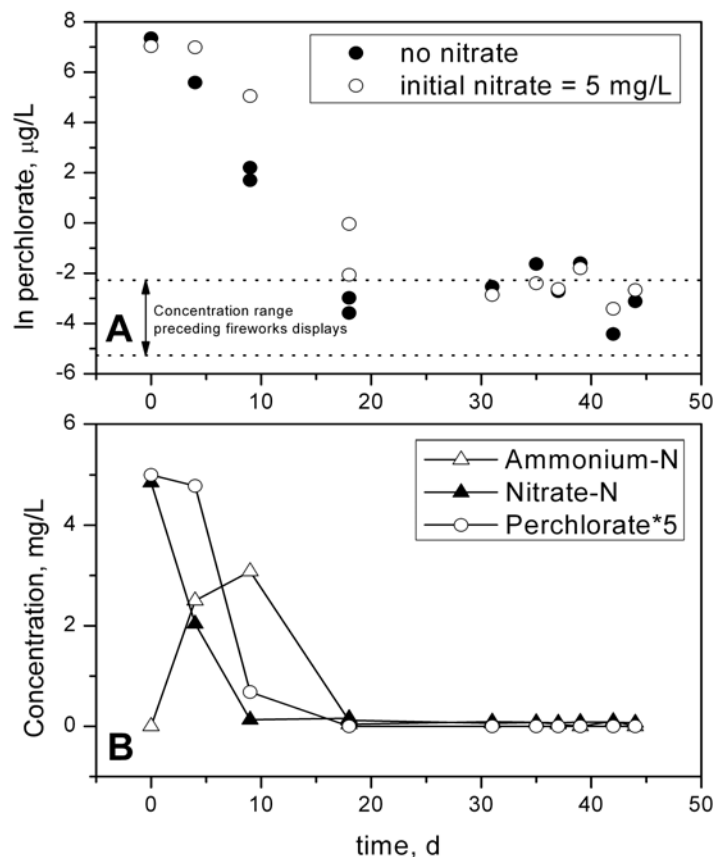 8
6
4
2
0
-2
-4
-6
ln perchlorate, μg/L
no nitrate
initial nitrate = 5 mg/L
Concentration range
preceding fireworks displays
A
0 10 20 30 40 50
6
4
2
0
Concentration, mg/L
Ammonium-N
Nitrate-N
Perchlorate*5
B
0 10 20 30 40 50
time, d